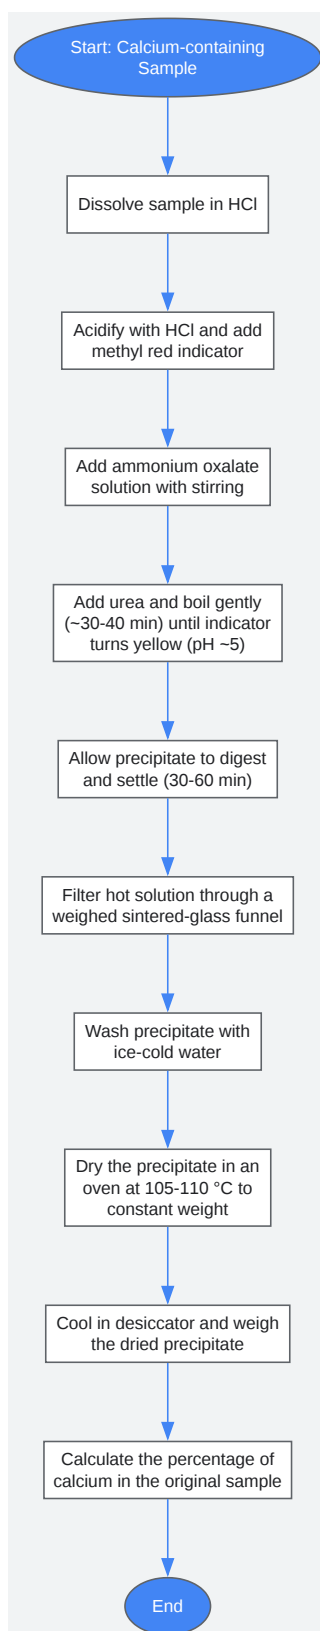 Start: Calcium-containing
Sample
Dissolve sample in HCl
Acidify with HCl and add
methyl red indicator
Add ammonium oxalate
solution with stirring
Add urea and boil gently
(~30-40 min) until indicator
turns yellow (pH ~5)
Allow precipitate to digest
and settle (30-60 min)
Filter hot solution through a
weighed sintered-glass funnel
Wash precipitate with
ice-cold water
Dry the precipitate in an
oven at 105-110 °C to
constant weight
Cool in desiccator and weigh
the dried precipitate
Calculate the percentage of
calcium in the original sample
End